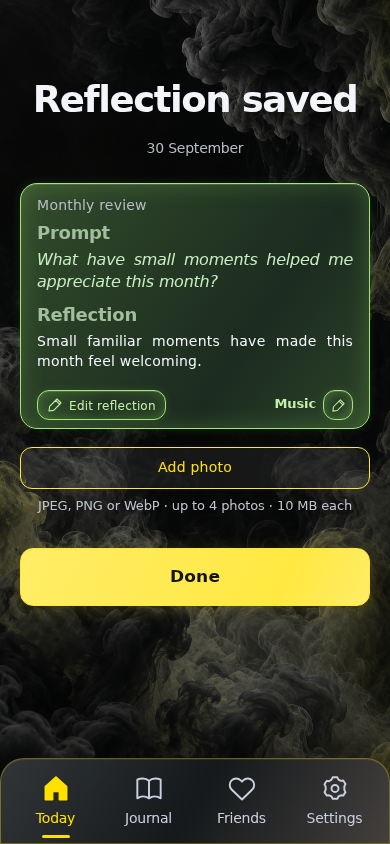 Reflection saved
30 September
Monthly review
Prompt
What have small moments helped me
appreciate this month?
Reflection
Small familiar moments have made this
month feel welcoming.
Edit reflection
Music
Add photo
JPEG, PNG or WebP · up to 4 photos · 10 MB each
Done
Today
Journal
Friends
Settings